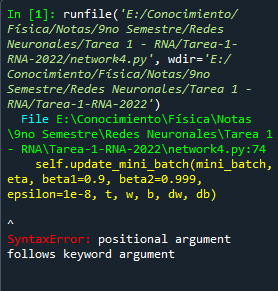 In [1]: runfile('E:/Conocimiento/
Física/Notas/9no Semestre/Redes
Neuronales/Tarea 1 - RNA/Tarea-1-
RNA-2022/network4.py', wdir='E:/
Conocimiento/Física/Notas/9no
Semestre/Redes Neuronales/Tarea 1 -
RNA/Tarea-1-RNA-2022')
File E:\Conocimiento\Física\Notas
\9no Semestre\Redes Neuronales\Tarea 1
- RNA\Tarea-1-RNA-2022\network4.py:74
self.update_mini_batch(mini_batch,
eta, beta1=0.9, beta2=0.999,
epsilon=1e-8, t, w, b, dw, db)
^
SyntaxError: positional argument
follows keyword argument